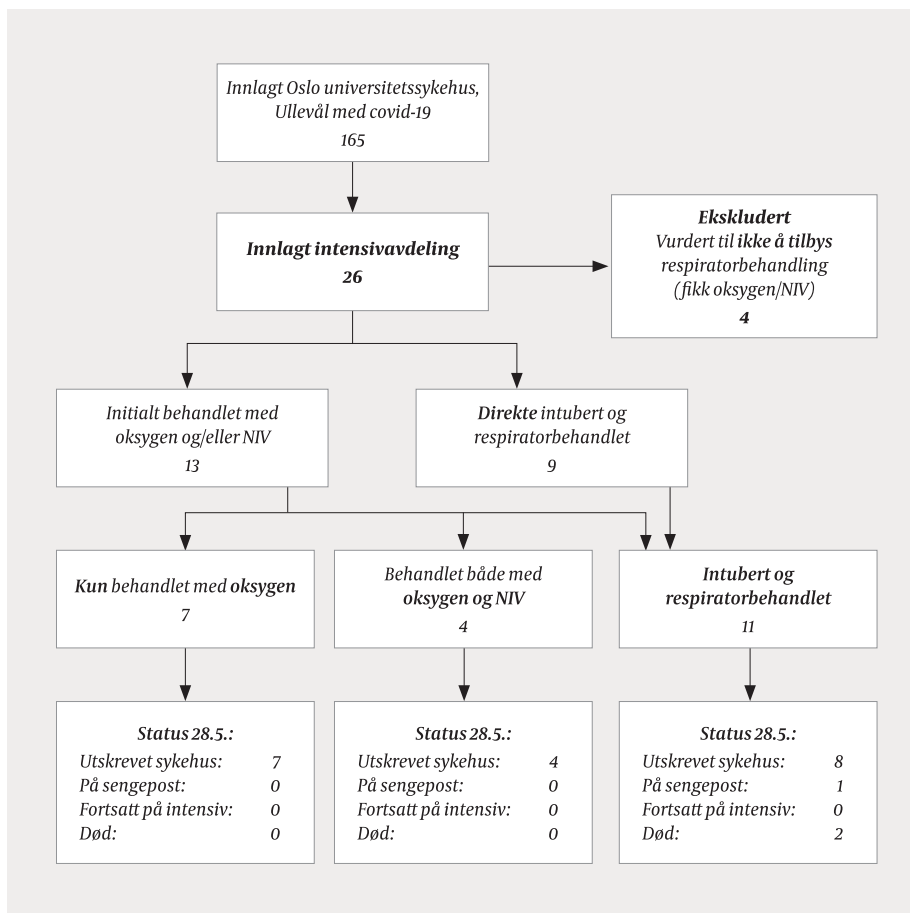 Innlagt Oslo universitetssykehus,
Ullevål med covid-19
165
Innlagt intensivavdeling
26
Ekskludert
Vurdert til ikke å tilbys
respiratorbehandling
(fikk oksygen/NIV)
4
Initialt behandlet med
oksygen og/eller NIV
13
Direkte intubert og
respiratorbehandlet
9
Kun behandlet med oksygen
7
Behandlet både med
oksygen og NIV
4
Intubert og
respiratorbehandlet
11
Status 28.5.:
Utskrevet sykehus: 7
På sengepost: 0
Fortsatt på intensiv: 0
Død: 0
Status 28.5.:
Utskrevet sykehus: 4
På sengepost: 0
Fortsatt på intensiv: 0
Død: 0
Status 28.5.:
Utskrevet sykehus: 8
På sengepost: 1
Fortsatt på intensiv: 0
Død: 2